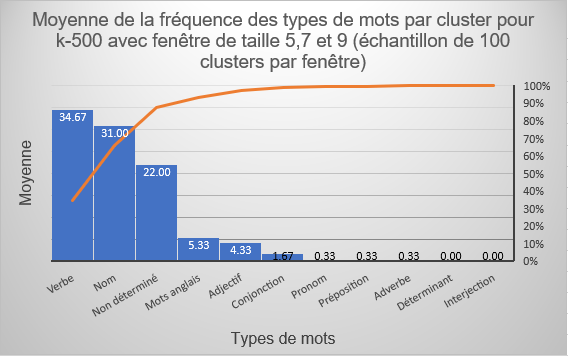 Moyenne de la fréquence des types de mots par cluster pour
k-500 avec fenêtre de taille 5,7 et 9 (échantillon de 100
clusters par fenêtre)
Moyenne
34.67
31.00
22.00
5.33
4.33
1.67
0.33
0.33
0.33
0.00
0.00
100%
90%
80%
70%
60%
50%
40%
30%
20%
10%
0%
Verbe
Nom
Non déterminé
Mots anglais
Adjectif
Conjonction
Pronom
Préposition
Adverbe
Déterminant
Interjection
Types de mots